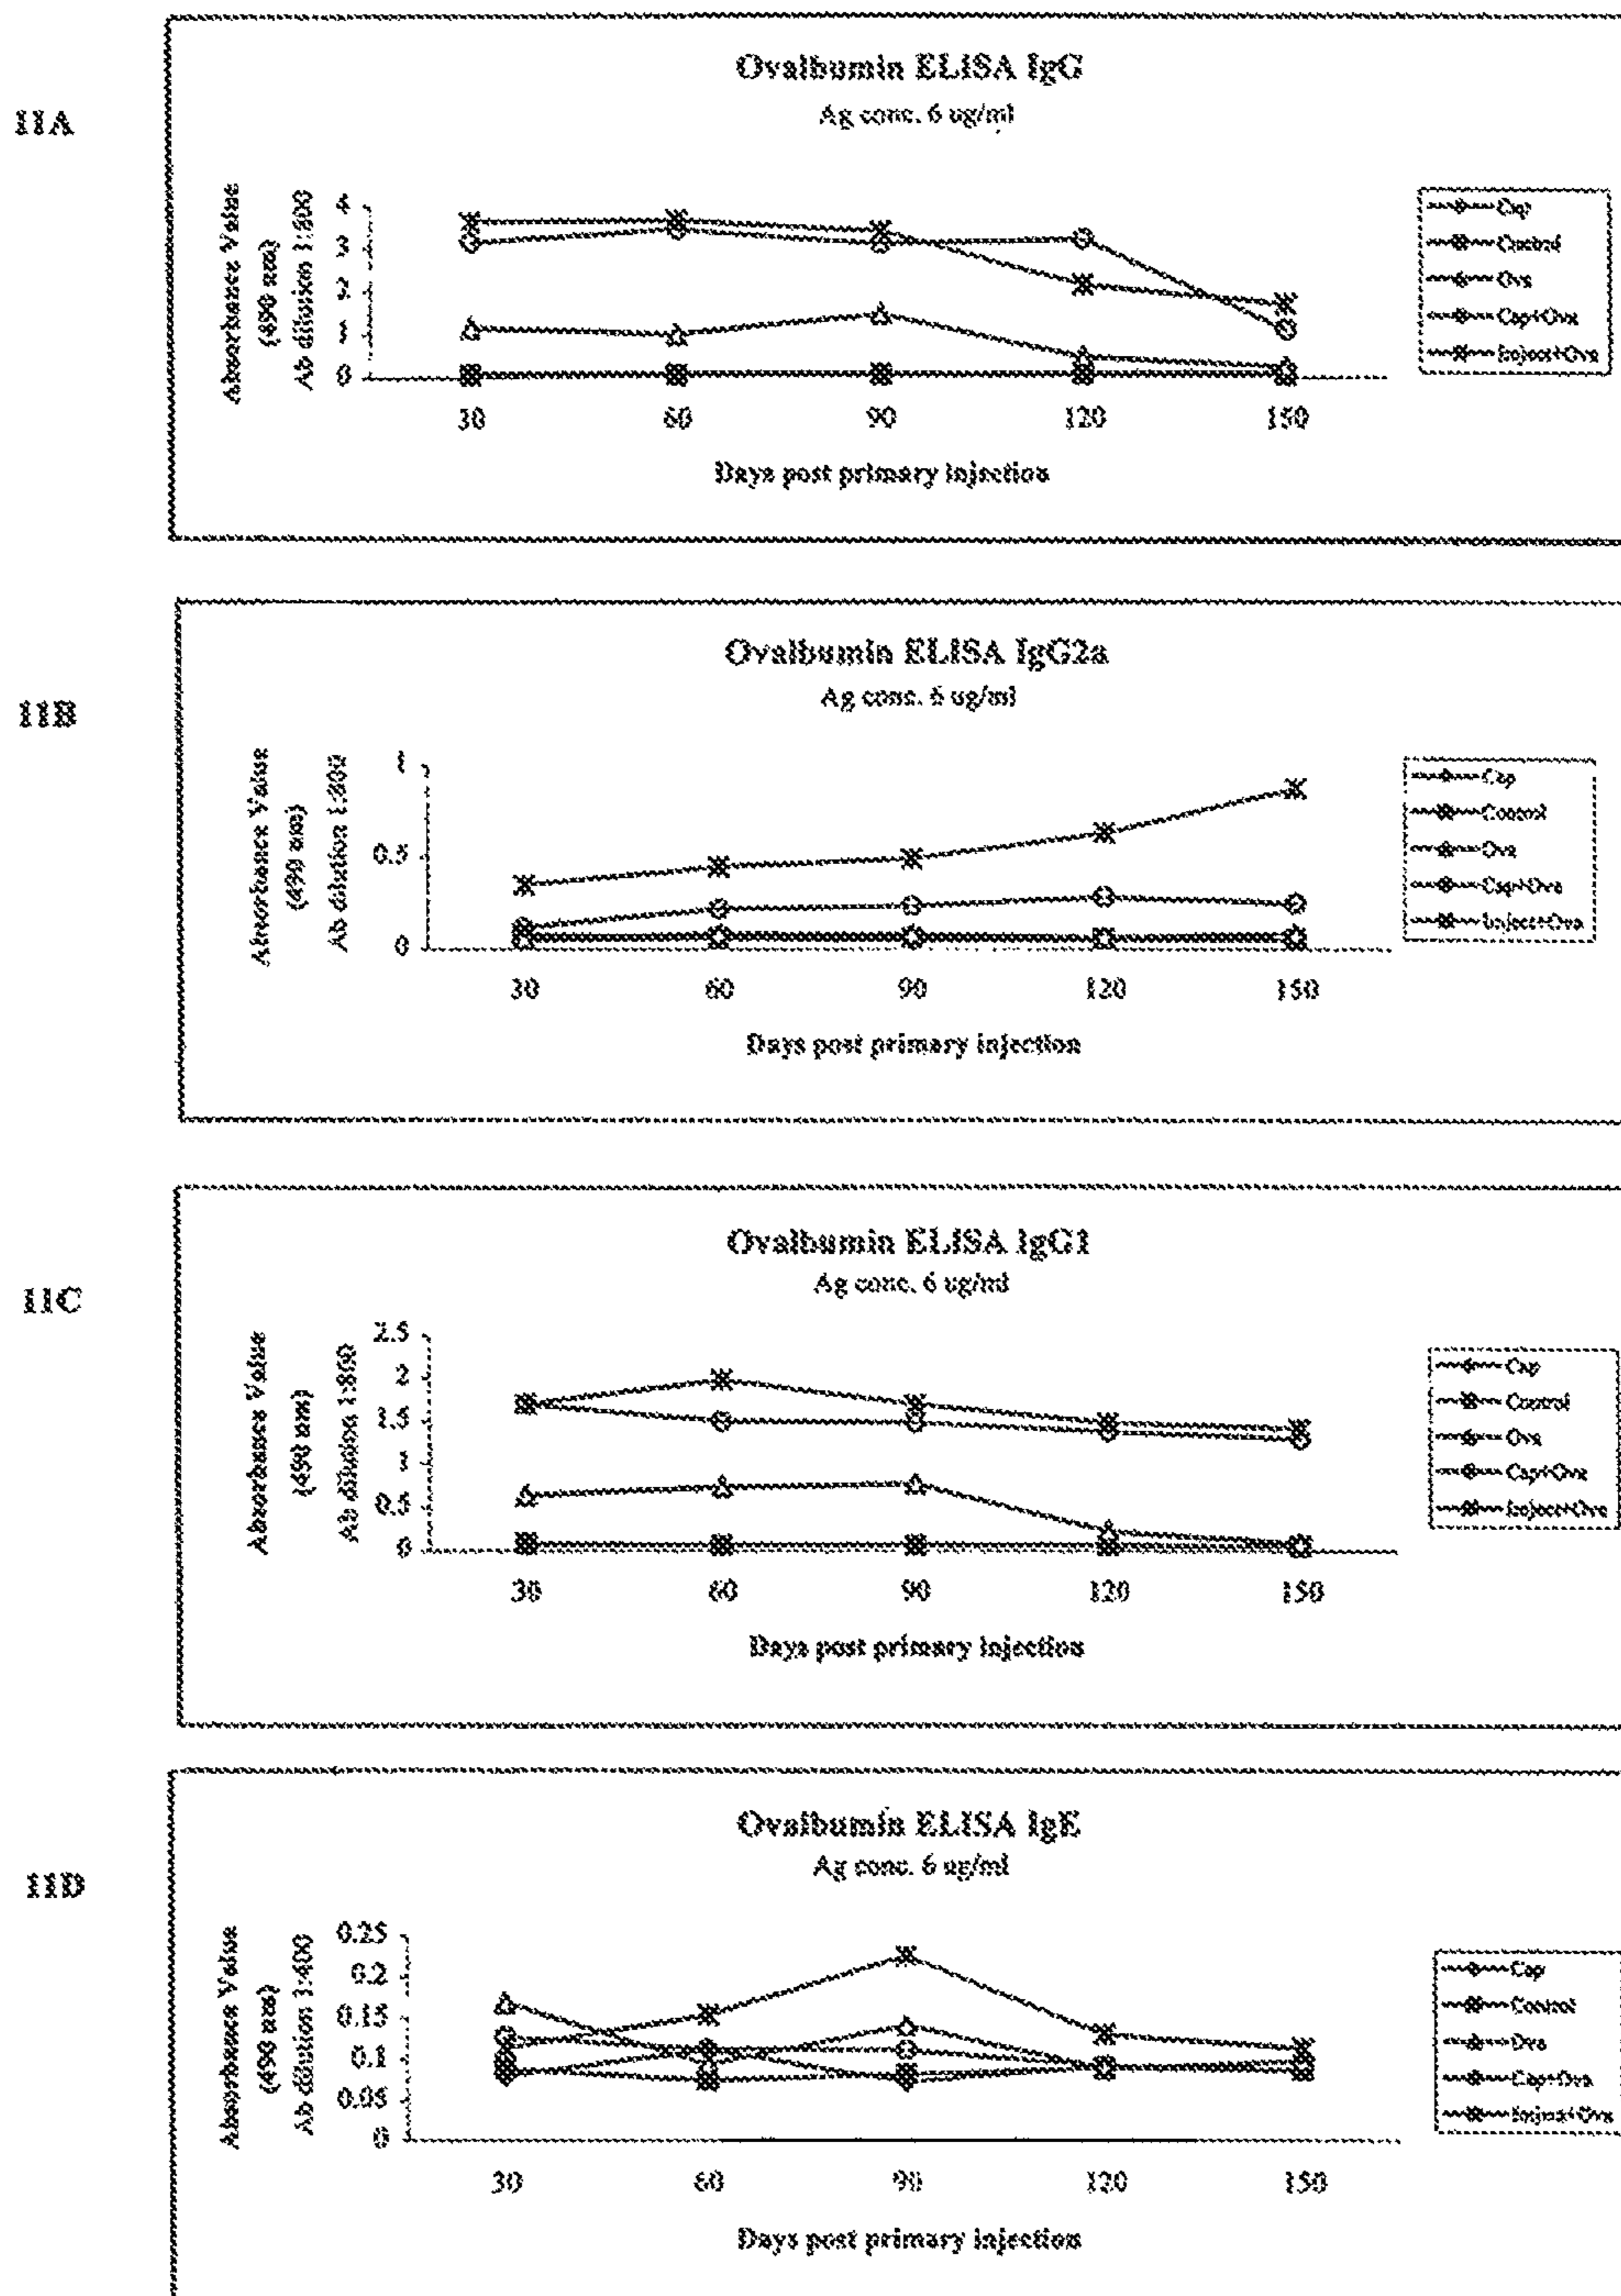 11A
Ovalbumin ELISA IgG
Ag conc. 6 ug/ml
Absorbance Value
(490 nm)
Ab dilution 1:800
4
3
2
1
0
30 60 90 120 150
Days post primary injection
Cap
Control
Ova
Cap+Ova
Inject+Ova
11B
Ovalbumin ELISA IgG2a
Ag conc. 6 ug/ml
Absorbance Value
(490 nm)
Ab dilution 1:800
1
0.5
0
30 60 90 120 150
Days post primary injection
Cap
Control
Ova
Cap+Ova
Inject+Ova
11C
Ovalbumin ELISA IgG1
Ag conc. 6 ug/ml
Absorbance Value
(490 nm)
Ab dilution 1:800
2.5
2
1.5
1
0.5
0
30 60 90 120 150
Days post primary injection
Cap
Control
Ova
Cap+Ova
Inject+Ova
11D
Ovalbumin ELISA IgE
Ag conc. 6 ug/ml
Absorbance Value
(490 nm)
Ab dilution 1:400
0.25
0.2
0.15
0.1
0.05
0
30 60 90 120 150
Days post primary injection
Cap
Control
Ova
Cap+Ova
Inject+Ova